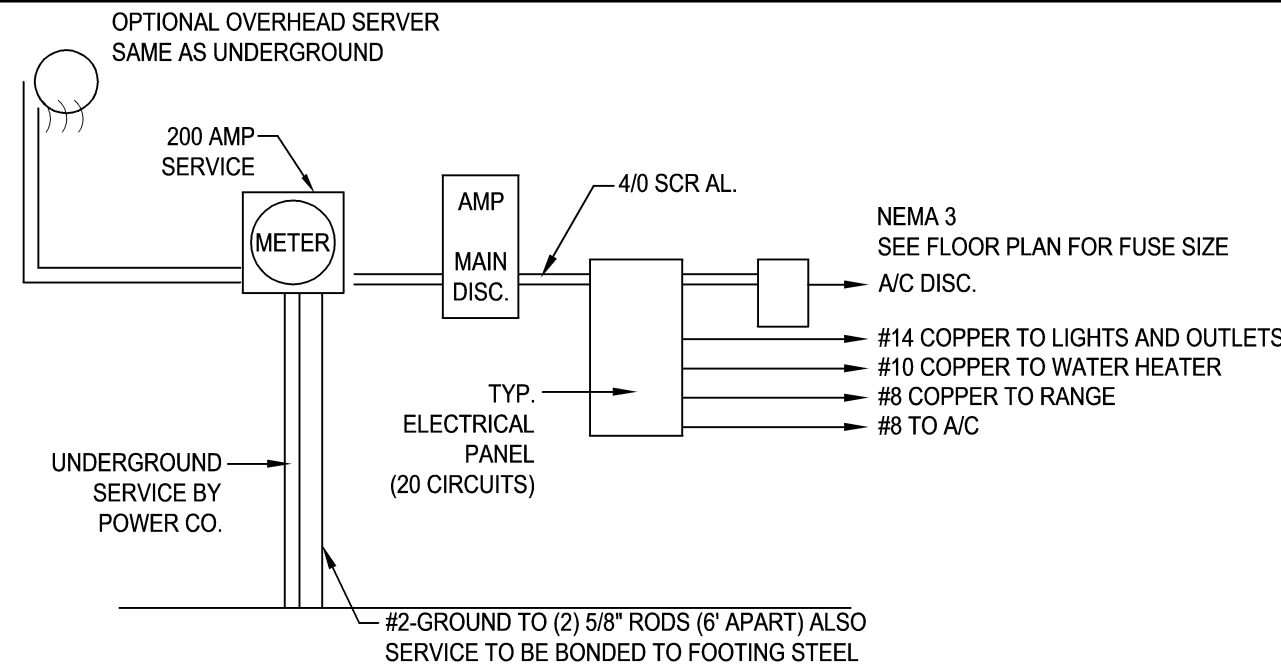 OPTIONAL OVERHEAD SERVER
SAME AS UNDERGROUND
200 AMP
SERVICE
METER
AMP
MAIN
DISC.
4/0 SCR AL.
NEMA 3
SEE FLOOR PLAN FOR FUSE SIZE
A/C DISC.
#14 COPPER TO LIGHTS AND OUTLETS
#10 COPPER TO WATER HEATER
#8 COPPER TO RANGE
#8 TO A/C
TYP.
ELECTRICAL
PANEL
(20 CIRCUITS)
UNDERGROUND
SERVICE BY
POWER CO.
#2-GROUND TO (2) 5/8" RODS (6' APART) ALSO
SERVICE TO BE BONDED TO FOOTING STEEL